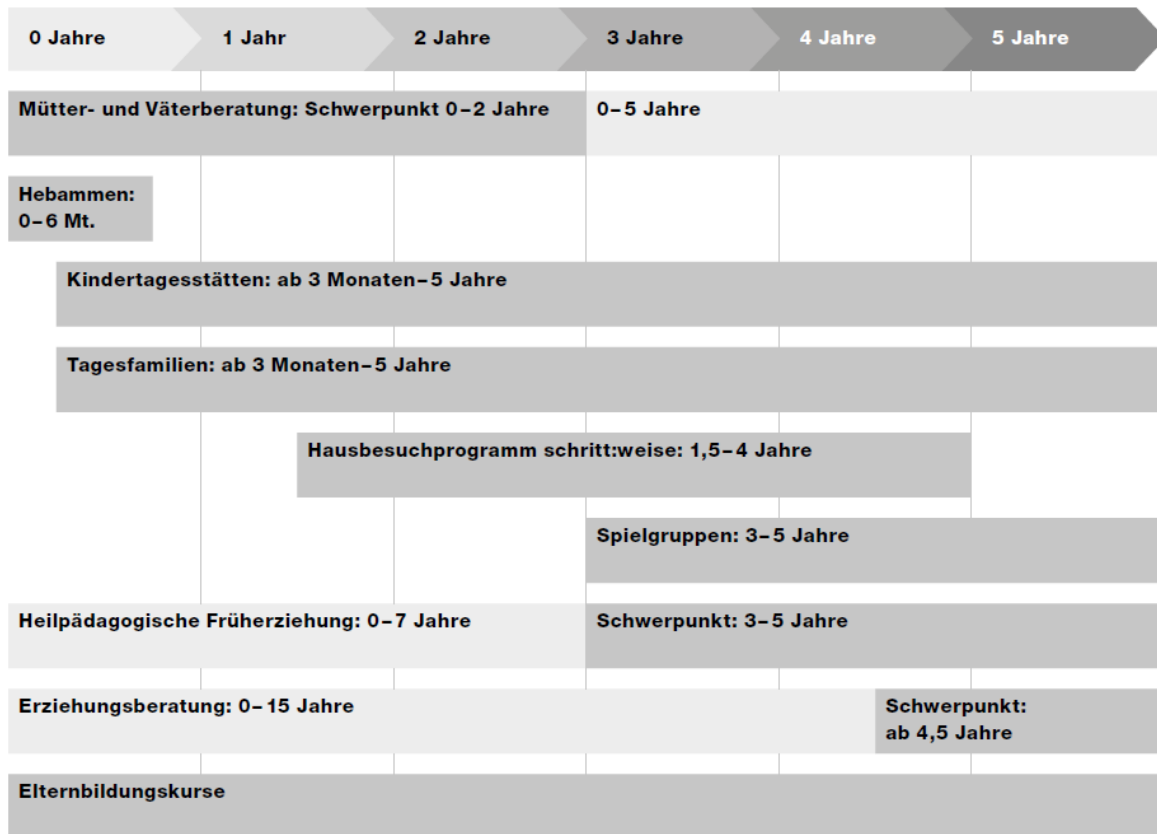 0 Jahre 1 Jahr 2 Jahre 3 Jahre 4 Jahre 5 Jahre
Mütter- und Väterberatung: Schwerpunkt 0–2 Jahre 0–5 Jahre
Hebammen:
0–6 Mt.
Kindertagesstätten: ab 3 Monaten–5 Jahre
Tagesfamilien: ab 3 Monaten–5 Jahre
Hausbesuchprogramm schritt:weise: 1,5–4 Jahre
Spielgruppen: 3–5 Jahre
Heilpädagogische Früherziehung: 0–7 Jahre Schwerpunkt: 3–5 Jahre
Erziehungsberatung: 0–15 Jahre Schwerpunkt:
ab 4,5 Jahre
Elternbildungskurse